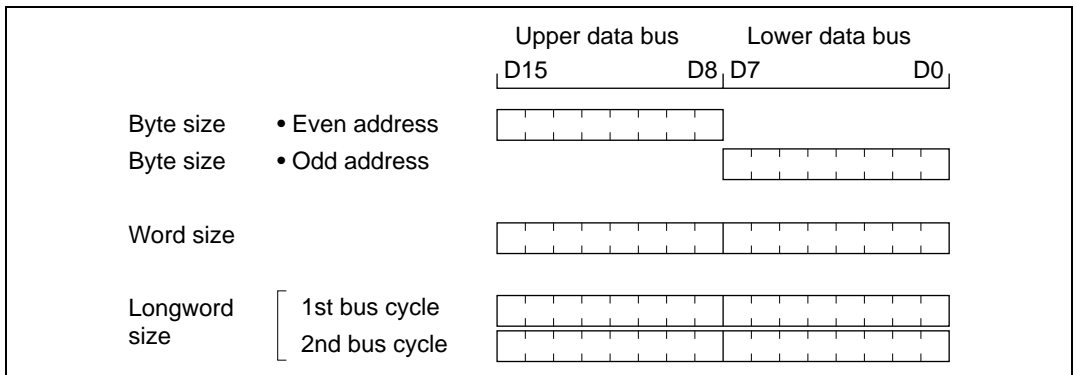 Upper data bus Lower data bus
D15 D8 D7 D0
Byte size • Even address
Byte size • Odd address
Word size
Longword size 1st bus cycle
2nd bus cycle